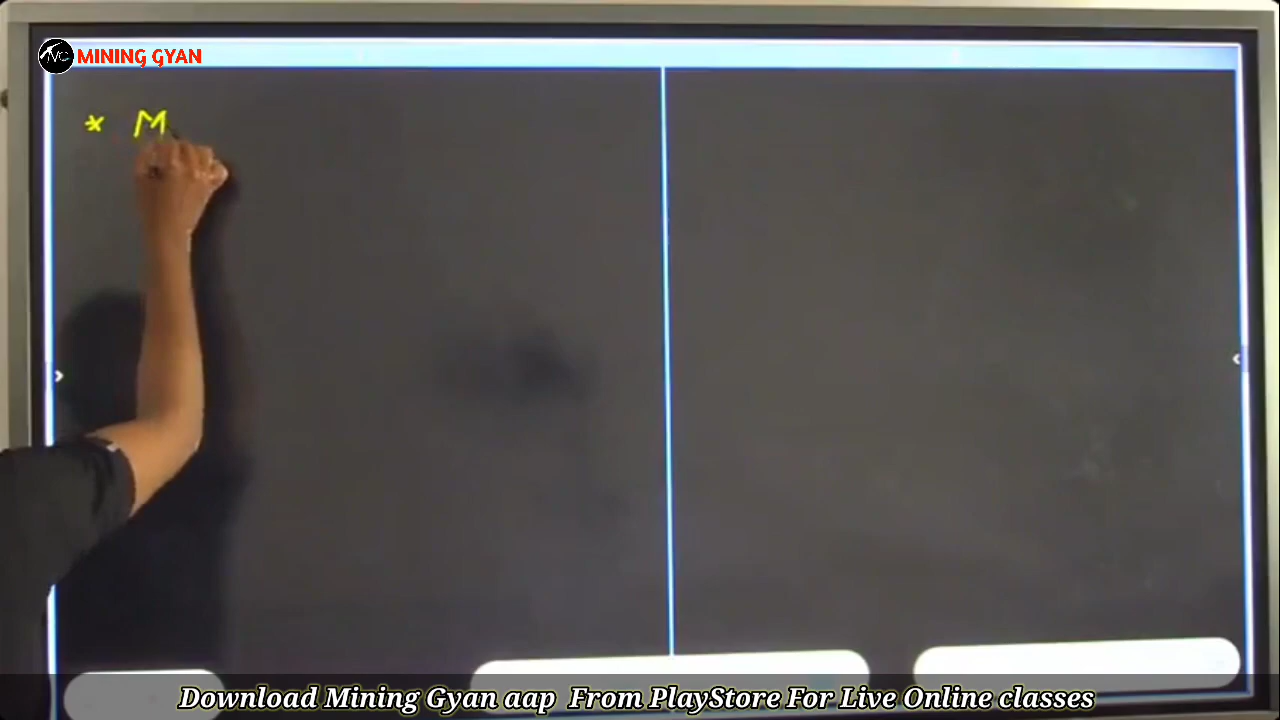 MINING GYAN
* M
Download Mining Gyan aap From PlayStore For Live Online classes